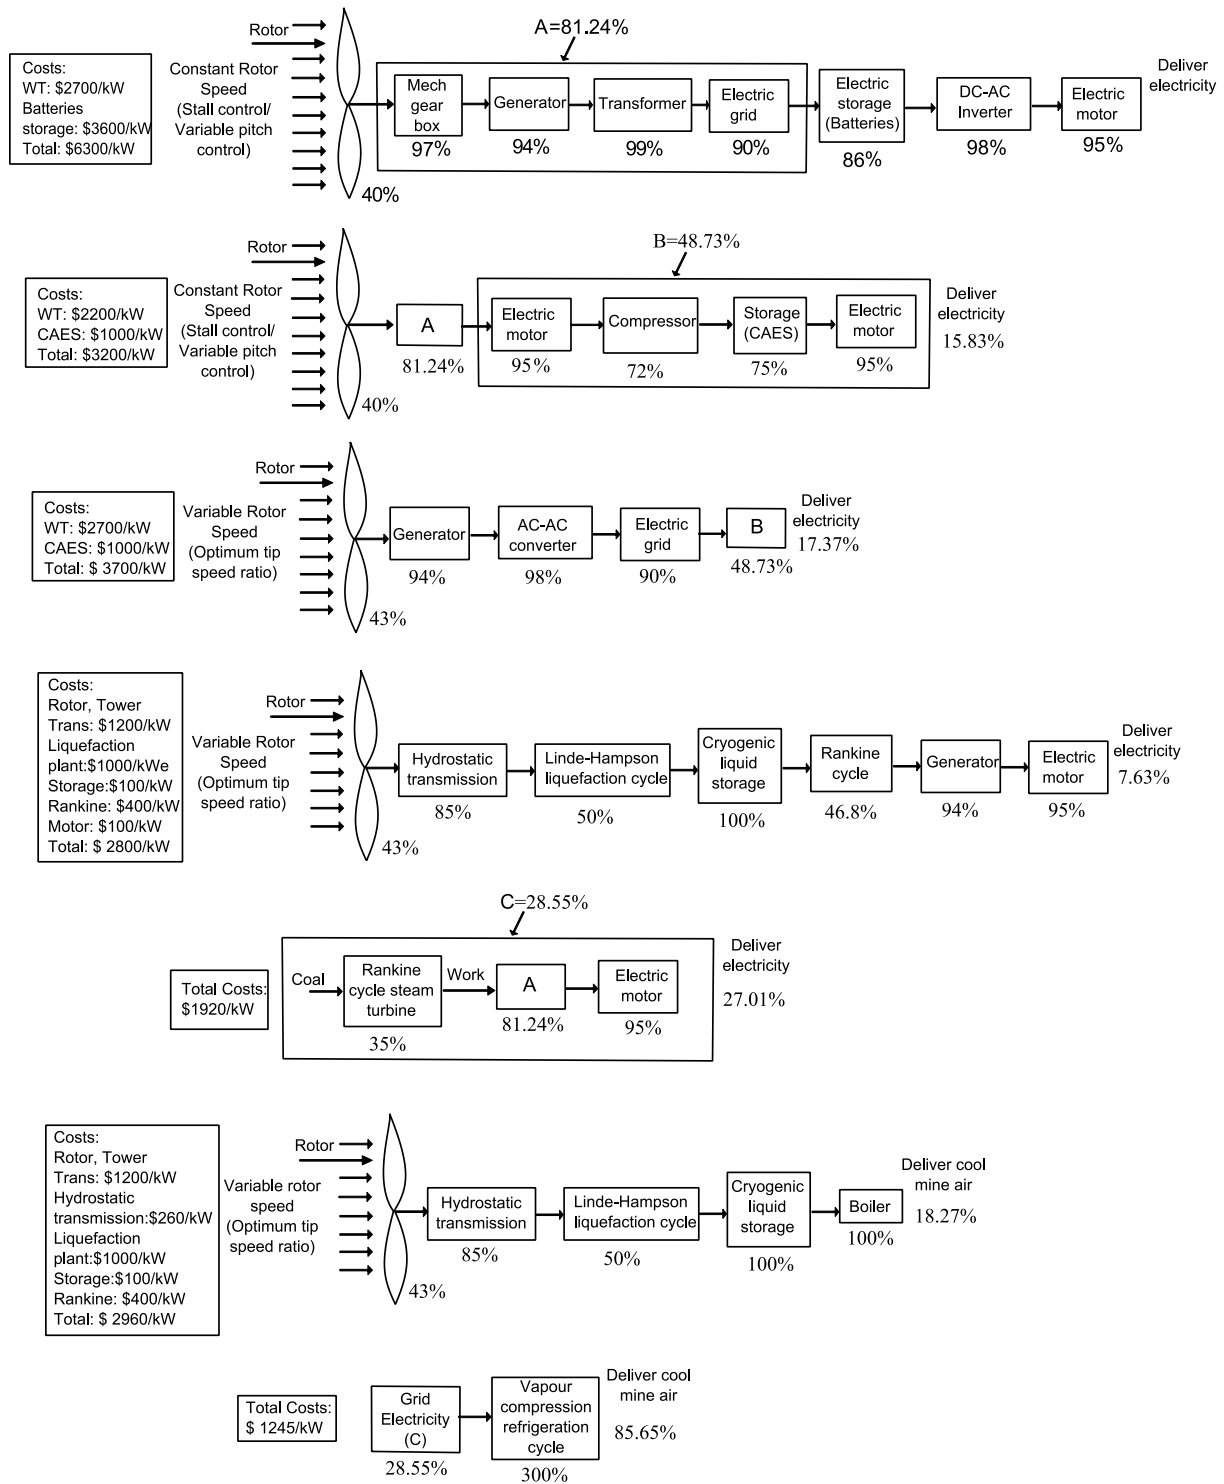 A=81.24%
Rotor
Costs:
WT: $2700/kW
Batteries
storage: $3600/kW
Total: $6300/kW
Constant Rotor
Speed
(Stall control/
Variable pitch
control)
40%
Mech
gear
box
97%
Generator
94%
Transformer
99%
Electric
grid
90%
Electric
storage
(Batteries)
86%
DC-AC
Inverter
98%
Electric
motor
95%
Deliver
electricity
B=48.73%
Rotor
Costs:
WT: $2200/kW
CAES: $1000/kW
Total: $3200/kW
Constant Rotor
Speed
(Stall control/
Variable pitch
control)
40%
A
81.24%
Electric
motor
95%
Compressor
72%
Storage
(CAES)
75%
Electric
motor
95%
Deliver
electricity
15.83%
Rotor
Costs:
WT: $2700/kW
CAES: $1000/kW
Total: $ 3700/kW
Variable Rotor
Speed
(Optimum tip
speed ratio)
43%
Generator
94%
AC-AC
converter
98%
Electric
grid
90%
B
48.73%
Deliver
electricity
17.37%
Costs:
Rotor, Tower
Trans: $1200/kW
Liquefaction
plant:$1000/kWe
Storage:$100/kW
Rankine: $400/kW
Motor: $100/kW
Total: $ 2800/kW
Rotor
Variable Rotor
Speed
(Optimum tip
speed ratio)
43%
Hydrostatic
transmission
85%
Linde-Hampson
liquefaction cycle
50%
Cryogenic
liquid
storage
100%
Rankine
cycle
46.8%
Generator
94%
Electric
motor
95%
Deliver
electricity
7.63%
C=28.55%
Total Costs:
$1920/kW
Coal
Rankine
cycle steam
turbine
35%
Work
A
81.24%
Electric
motor
95%
Deliver
electricity
27.01%
Costs:
Rotor, Tower
Trans: $1200/kW
Hydrostatic
transmission:$260/kW
Liquefaction
plant:$1000/kW
Storage:$100/kW
Rankine: $400/kW
Total: $ 2960/kW
Rotor
Variable rotor
speed
(Optimum tip
speed ratio)
43%
Hydrostatic
transmission
85%
Linde-Hampson
liquefaction cycle
50%
Cryogenic
liquid
storage
100%
Boiler
100%
Deliver cool
mine air
18.27%
Total Costs:
$ 1245/kW
Grid
Electricity
(C)
28.55%
Vapour
compression
refrigeration
cycle
300%
Deliver cool
mine air
85.65%